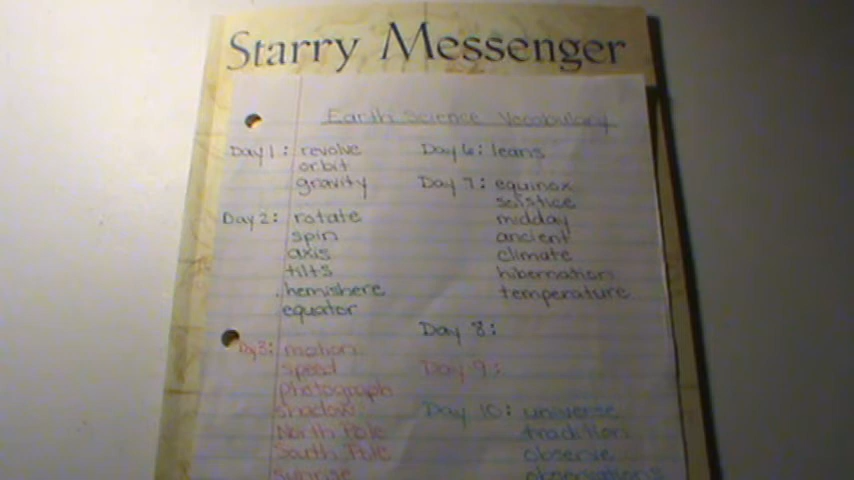 Starry Messenger
Earth Science Vocabulary
Day 1: revolve
orbit
gravity
Day 2: rotate
spin
axis
tilts
hemishere
equator
Day 3: motion
speed
photograph
shadow
North Pole
South Pole
sunrise
Day 6: leans
Day 7: equinox
solstice
midday
ancient
climate
hibernation
temperature
Day 8:
Day 9:
Day 10: universe
tradition
observe
observations